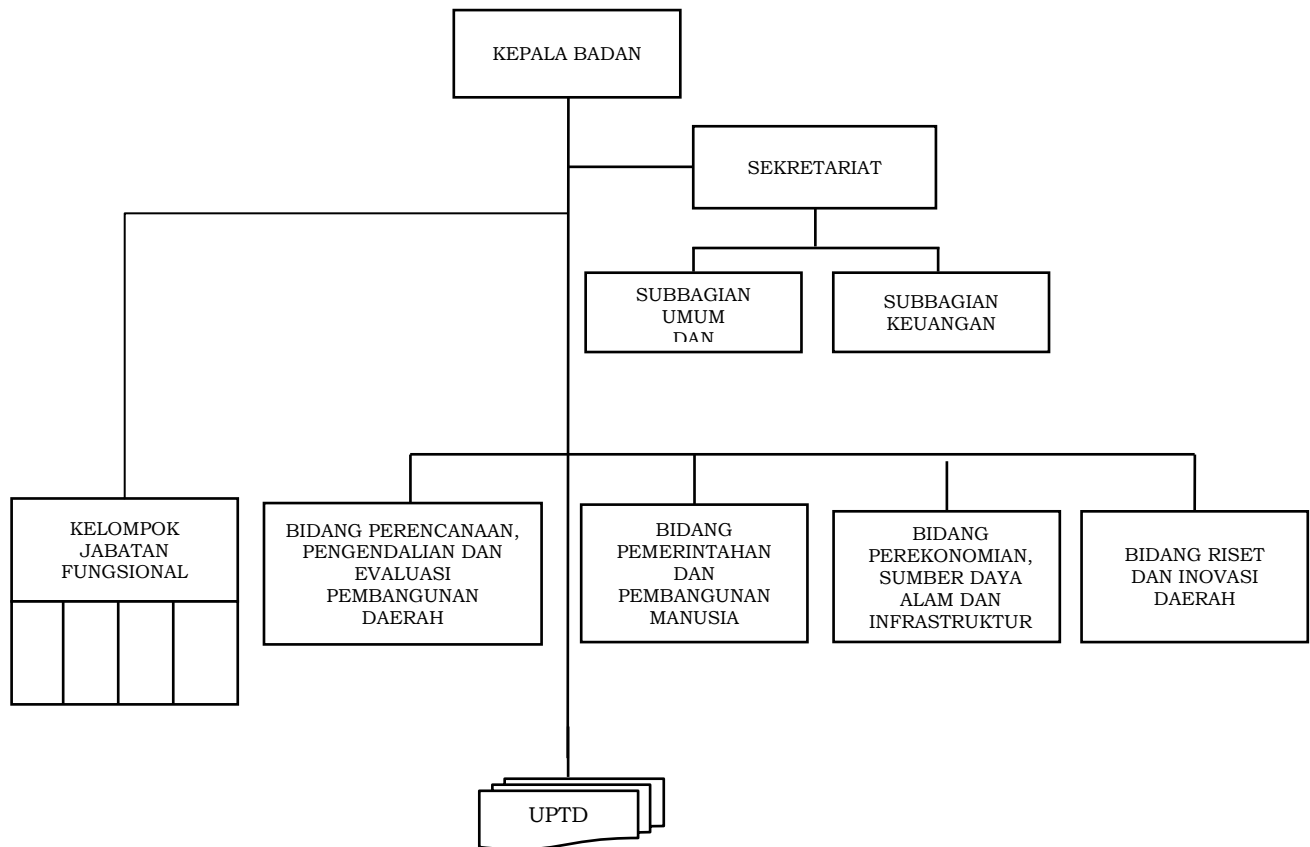 KEPALA BADAN
SEKRETARIAT
SUBBAGIAN
UMUM
DAN
SUBBAGIAN
KEUANGAN
KELOMPOK
JABATAN
FUNGSIONAL
BIDANG PERENCANAAN,
PENGENDALIAN DAN
EVALUASI
PEMBANGUNAN
DAERAH
BIDANG
PEMERINTAHAN
DAN
PEMBANGUNAN
MANUSIA
BIDANG
PEREKONOMIAN,
SUMBER DAYA
ALAM DAN
INFRASTRUKTUR
BIDANG RISET
DAN INOVASI
DAERAH
UPTD